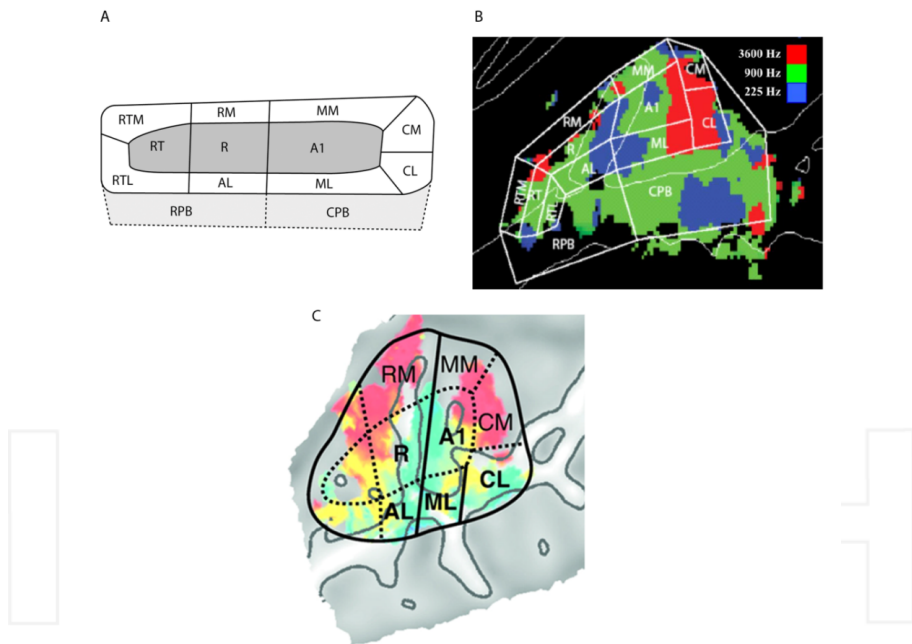 A
RTM
RM
MM
CM
RT
R
A1
RTL
AL
ML
CL
RPB
CPB
B
3600 Hz
900 Hz
225 Hz
MM
CM
A1
RM
CL
R
ML
AL
RTM
RT
RTL
CPB
RPB
C
RM
MM
CM
R
A1
CL
AL
ML